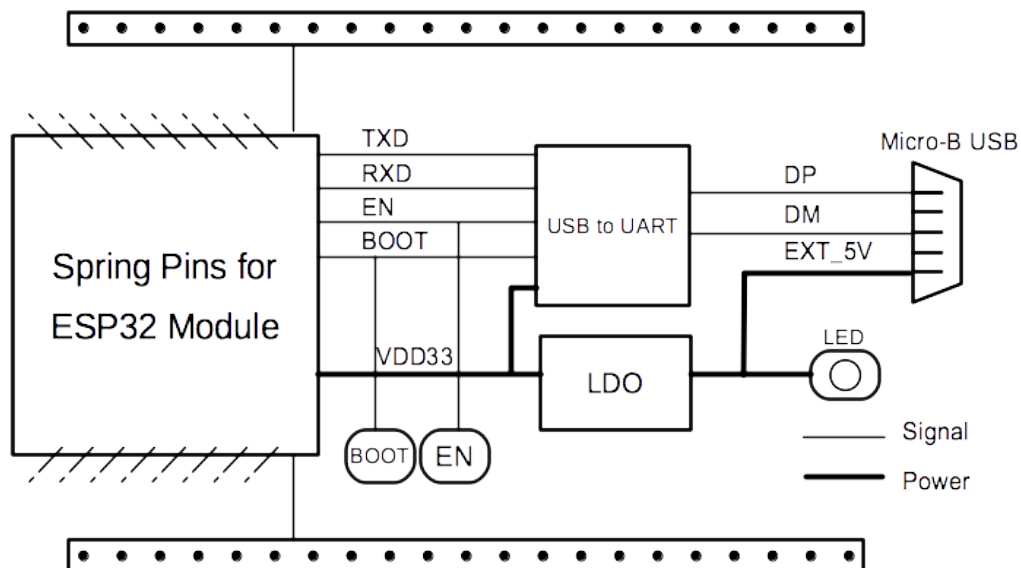 Micro-B USB
TXD
RXD
EN
BOOT
USB to UART
DP
DM
EXT_5V
Spring Pins for
ESP32 Module
VDD33
LDO
LED
BOOT
EN
Signal
Power